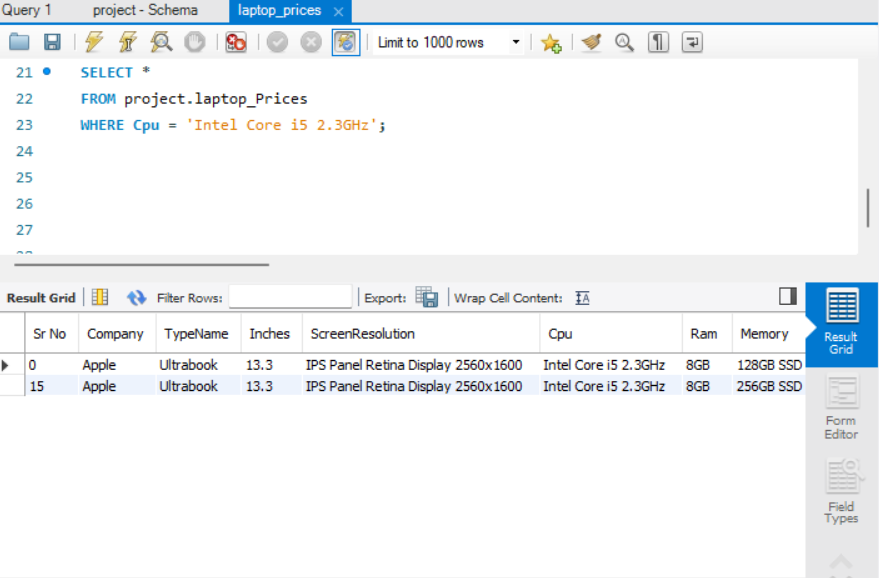 Query 1 project - Schema laptop_prices
Limit to 1000 rows
21 SELECT *
22 FROM project.laptop_Prices
23 WHERE Cpu = 'Intel Core i5 2.3GHz';
24
25
26
27
Result Grid Filter Rows: Export: Wrap Cell Content: IA
Sr No Company TypeName Inches ScreenResolution Cpu Ram Memory
0 Apple Ultrabook 13.3 IPS Panel Retina Display 2560x1600 Intel Core i5 2.3GHz 8GB 128GB SSD
15 Apple Ultrabook 13.3 IPS Panel Retina Display 2560x1600 Intel Core i5 2.3GHz 8GB 256GB SSD
Result
Grid
Form
Editor
Field
Types